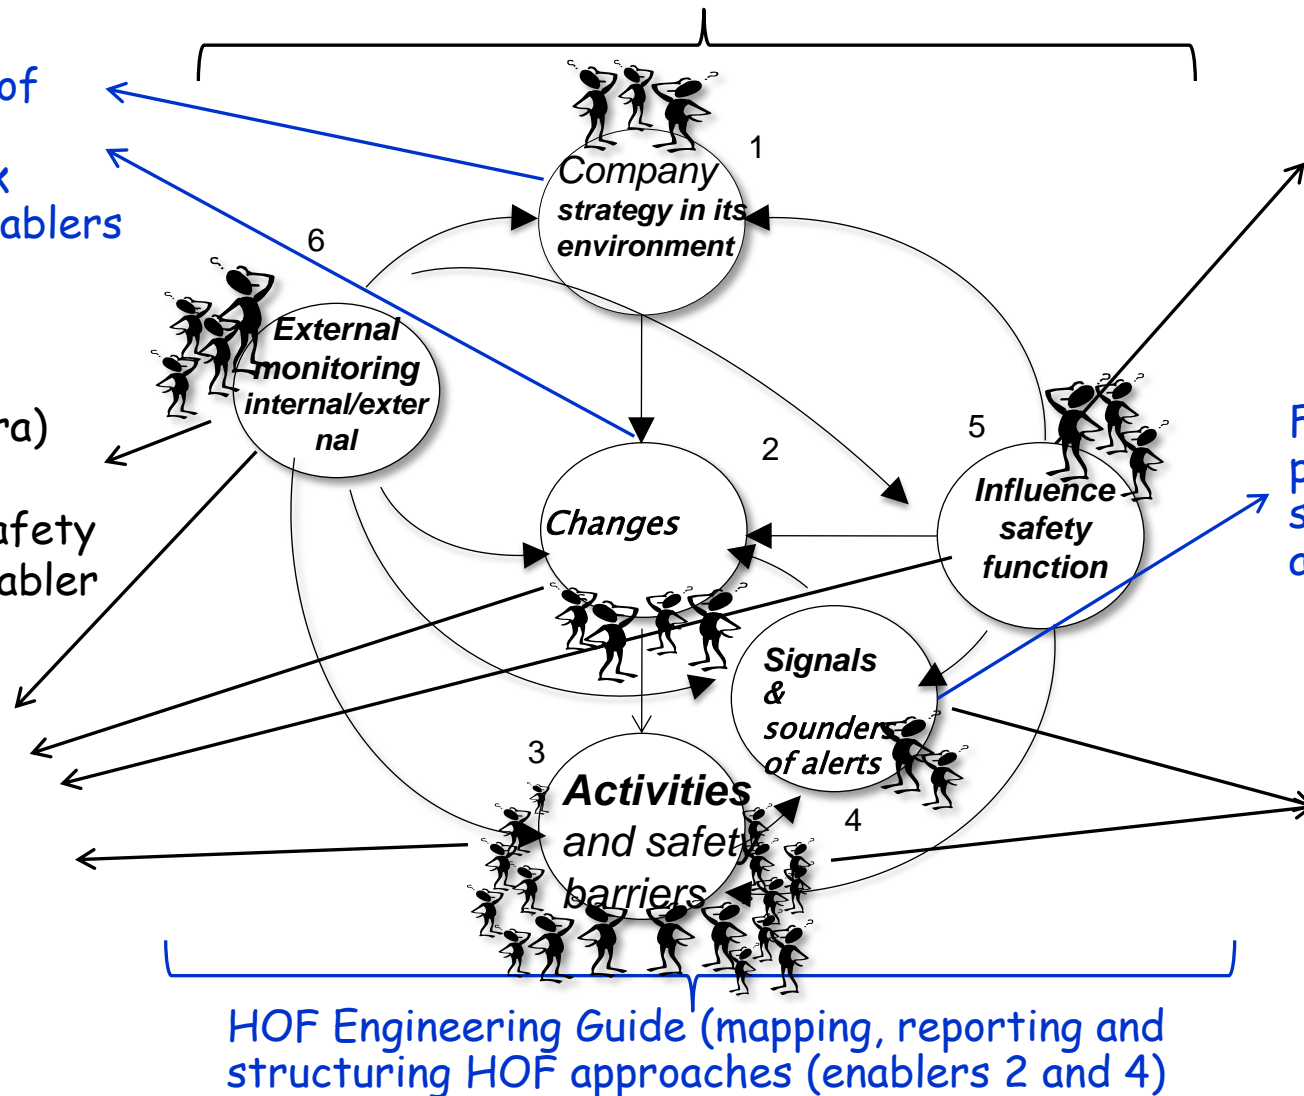 of
x
ablers
1
Company
strategy in its
environment
6
External
monitoring
internal/exter
nal
ra)
afety
abler
2
Changes
5
Influence
safety
function
F
p
s
a
Signals
&
sounders
of alerts
3
Activities
and safety
barriers
4
HOF Engineering Guide (mapping, reporting and
structuring HOF approaches (enablers 2 and 4)